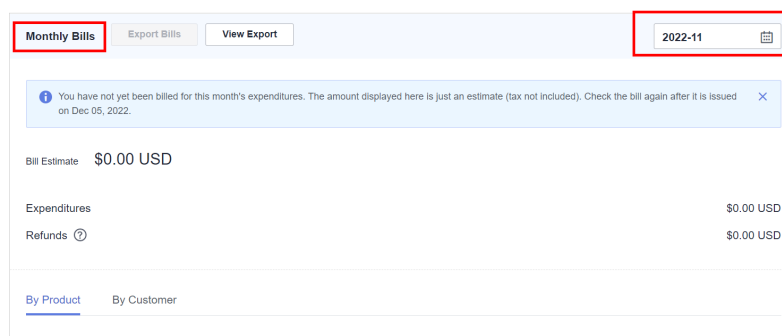 Monthly Bills Export Bills View Export 2022-11
You have not yet been billed for this month's expenditures. The amount displayed here is just an estimate (tax not included). Check the bill again after it is issued
on Dec 05, 2022.
Bill Estimate $0.00 USD
Expenditures $0.00 USD
Refunds $0.00 USD
By Product By Customer